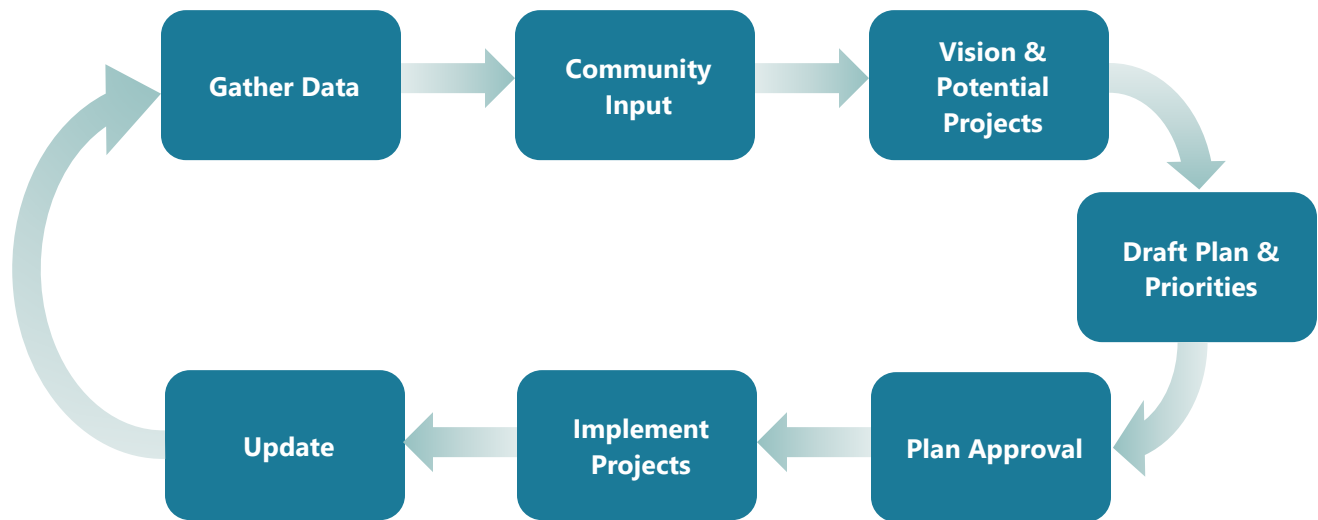 Gather Data
Community
Input
Vision &
Potential
Projects
Draft Plan &
Priorities
Plan Approval
Implement
Projects
Update